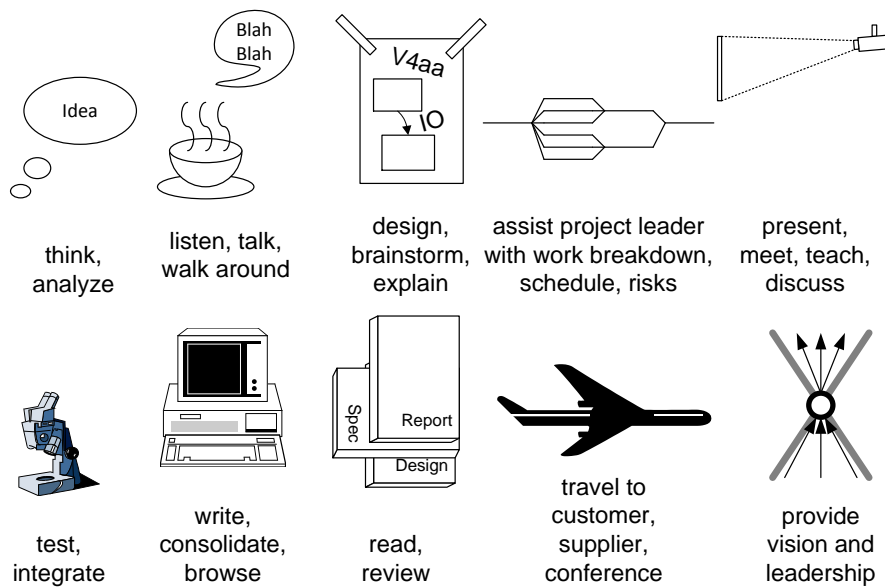 Blah
Blah
Idea
V4aa
IO
think,
analyze
listen, talk,
walk around
design,
brainstorm,
explain
assist project leader
with work breakdown,
schedule, risks
present,
meet, teach,
discuss
Spec
Report
Design
test,
integrate
write,
consolidate,
browse
read,
review
travel to
customer,
supplier,
conference
provide
vision and
leadership